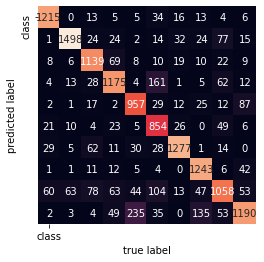 class
1215 0 13 5 5 34 16 13 4 6
1 1498 24 24 2 14 32 24 77 15
8 6 1139 69 8 10 19 10 22 9
4 13 28 1175 4 161 1 5 62 12
2 1 17 2 957 29 12 25 12 87
21 10 4 23 5 854 26 0 49 6
29 5 62 11 30 28 1277 1 14 0
1 1 11 12 5 4 0 1243 6 42
60 63 78 63 44 104 13 47 1058 53
2 3 4 49 235 35 0 135 53 1190
predicted label
class
true label